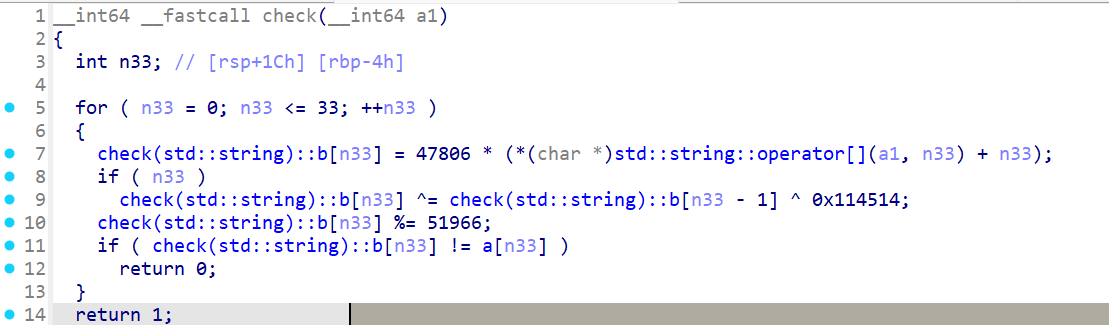 1 __int64 __fastcall check(__int64 a1)
2 {
3   int n33; // [rsp+1Ch] [rbp-4h]
4
5   for ( n33 = 0; n33 <= 33; ++n33 )
6   {
7     check(std::string)::b[n33] = 47806 * (*(char *)std::string::operator[](a1, n33) + n33);
8     if ( n33 )
9       check(std::string)::b[n33] ^= check(std::string)::b[n33 - 1] ^ 0x114514;
10     check(std::string)::b[n33] %= 51966;
11     if ( check(std::string)::b[n33] != a[n33] )
12       return 0;
13   }
14   return 1;